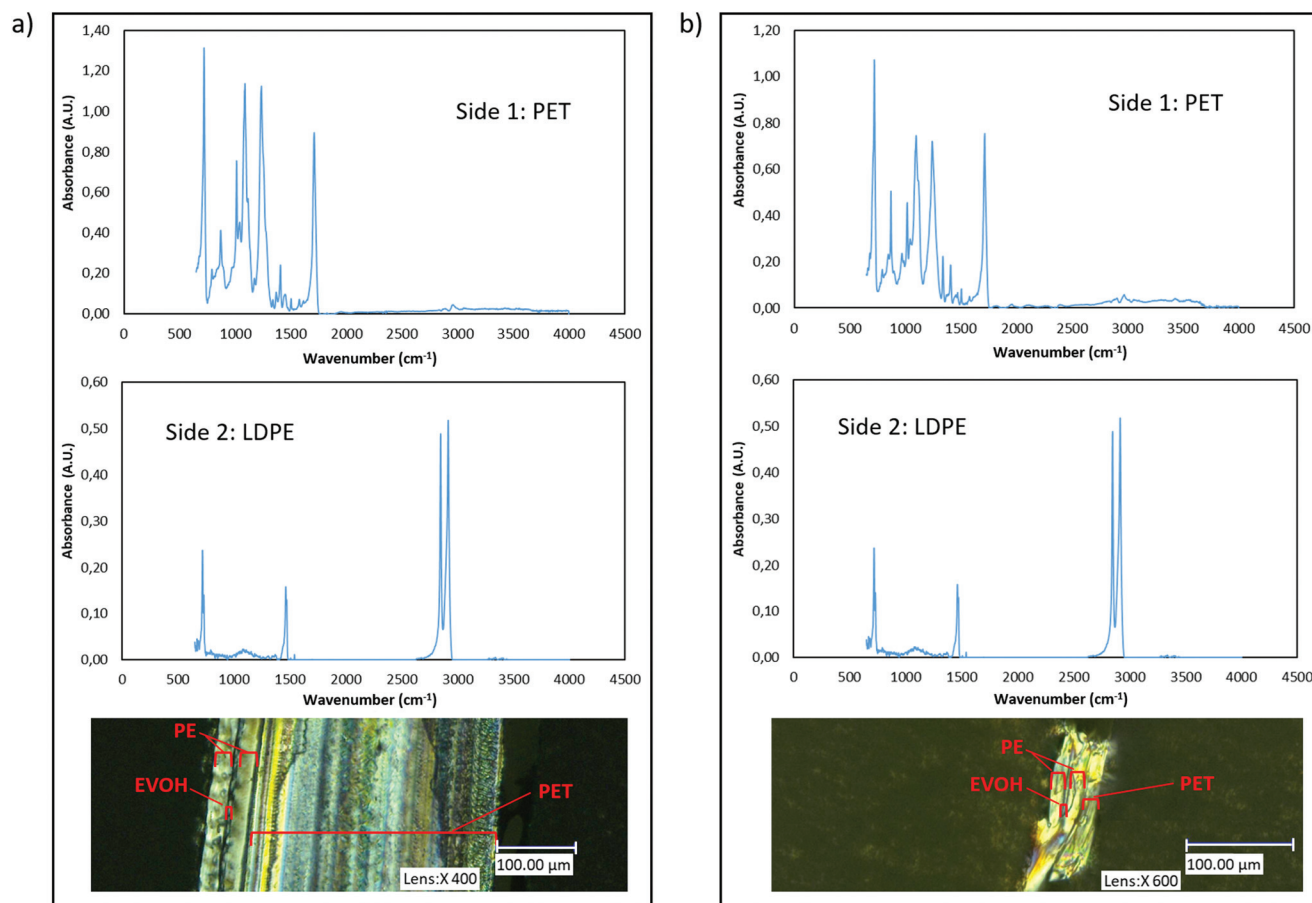 a)
1,40
1,20
1,00
0,80
0,60
0,40
0,20
0,00
0 500 1000 1500 2000 2500 3000 3500 4000 4500
Absorbance (A.U.)
Wavenumber (cm-1)
Side 1: PET
0,60
0,50
0,40
0,30
0,20
0,10
0,00
0 500 1000 1500 2000 2500 3000 3500 4000 4500
Absorbance (A.U.)
Wavenumber (cm-1)
Side 2: LDPE
PE
EVOH
PET
100.00 µm
Lens:X 400
b)
1,20
1,00
0,80
0,60
0,40
0,20
0,00
0 500 1000 1500 2000 2500 3000 3500 4000 4500
Absorbance (A.U.)
Wavenumber (cm-1)
Side 1: PET
0,60
0,50
0,40
0,30
0,20
0,10
0,00
0 500 1000 1500 2000 2500 3000 3500 4000 4500
Absorbance (A.U.)
Wavenumber (cm-1)
Side 2: LDPE
PE
EVOH
PET
100.00 µm
Lens:X 600